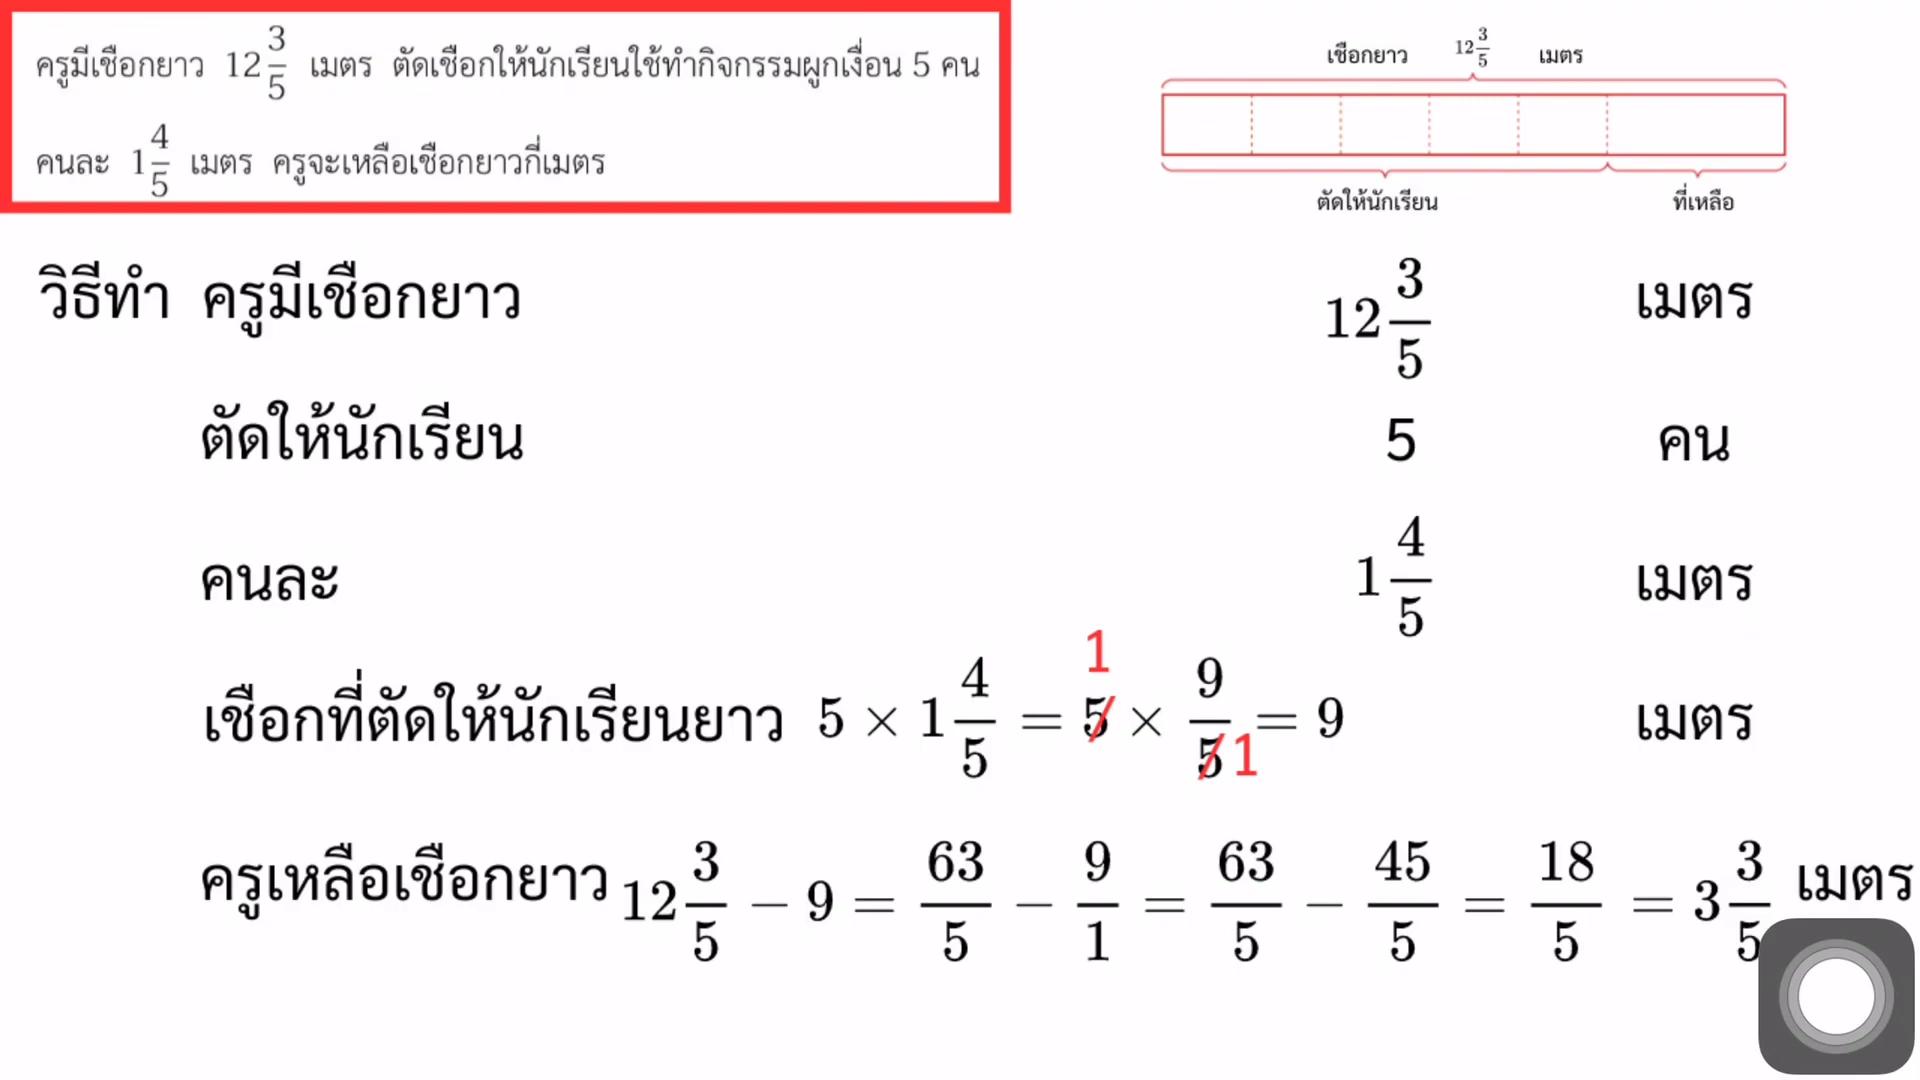 ครูมีเชือกยาว 12 3/5 เมตร ตัดเชือกให้นักเรียนใช้ทำกิจกรรมผูกเงื่อน 5 คน
คนละ 1 4/5 เมตร ครูจะเหลือเชือกยาวกี่เมตร
เชือกยาว 12 3/5 เมตร
ตัดให้นักเรียน ที่เหลือ
วิธีทำ ครูมีเชือกยาว 12 3/5 เมตร
ตัดให้นักเรียน 5 คน
คนละ 1 4/5 เมตร
เชือกที่ตัดให้นักเรียนยาว 5 × 1 4/5 = 5 1 × 9/5 1 = 9 เมตร
ครูเหลือเชือกยาว 12 3/5 − 9 = 63/5 − 9/1 = 63/5 − 45/5 = 18/5 = 3 3/5 เมตร